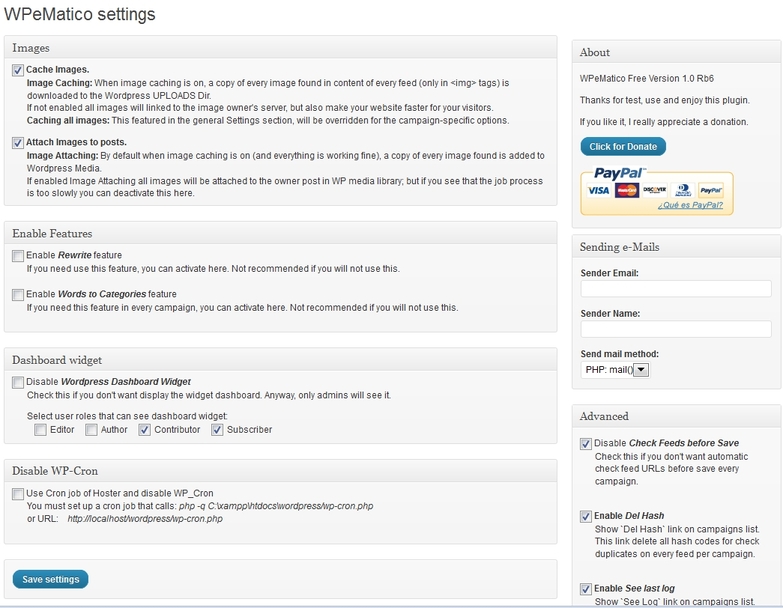 WPeMatico settings
Images
Cache Images.
Image Caching: When image caching is on, a copy of every image found in content of every feed (only in <img> tags) is
downloaded to the Wordpress UPLOADS Dir.
If not enabled all images will linked to the image owner's server, but also make your website faster for your visitors.
Caching all images: This featured in the general Settings section, will be overridden for the campaign-specific options.
Attach Images to posts.
Image Attaching: By default when image caching is on (and everything is working fine), a copy of every image found is added to
Wordpress Media.
If enabled Image Attaching all images will be attached to the owner post in WP media library; but if you see that the job process
is too slowly you can deactivate this here.
Enable Features
Enable Rewrite feature
If you need use this feature, you can activate here. Not recommended if you will not use this.
Enable Words to Categories feature
If you need this feature in every campaign, you can activate here. Not recommended if you will not use this.
Dashboard widget
Disable Wordpress Dashboard Widget
Check this if you don't want display the widget dashboard. Anyway, only admins will see it.
Select user roles that can see dashboard widget:
Editor Author Contributor Subscriber
Disable WP-Cron
Use Cron job of Hoster and disable WP_Cron
You must set up a cron job that calls: php -q C:\xampp\htdocs\wordpress/wp-cron.php
or URL: http://localhost/wordpress/wp-cron.php
Save settings
About
WPeMatico Free Version 1.0 Rb6
Thanks for test, use and enjoy this plugin.
If you like it, I really appreciate a donation.
Click for Donate
PayPal
VISA MasterCard DISCOVER PayPal
¿Qué es PayPal?
Sending e-Mails
Sender Email:
Sender Name:
Send mail method:
PHP: mail()
Advanced
Disable Check Feeds before Save
Check this if you don't want automatic
check feed URLs before save every
campaign.
Enable Del Hash
Show `Del Hash` link on campaigns list.
This link delete all hash codes for check
duplicates on every feed per campaign.
Enable See last log
Show `See Log` link on campaigns list.